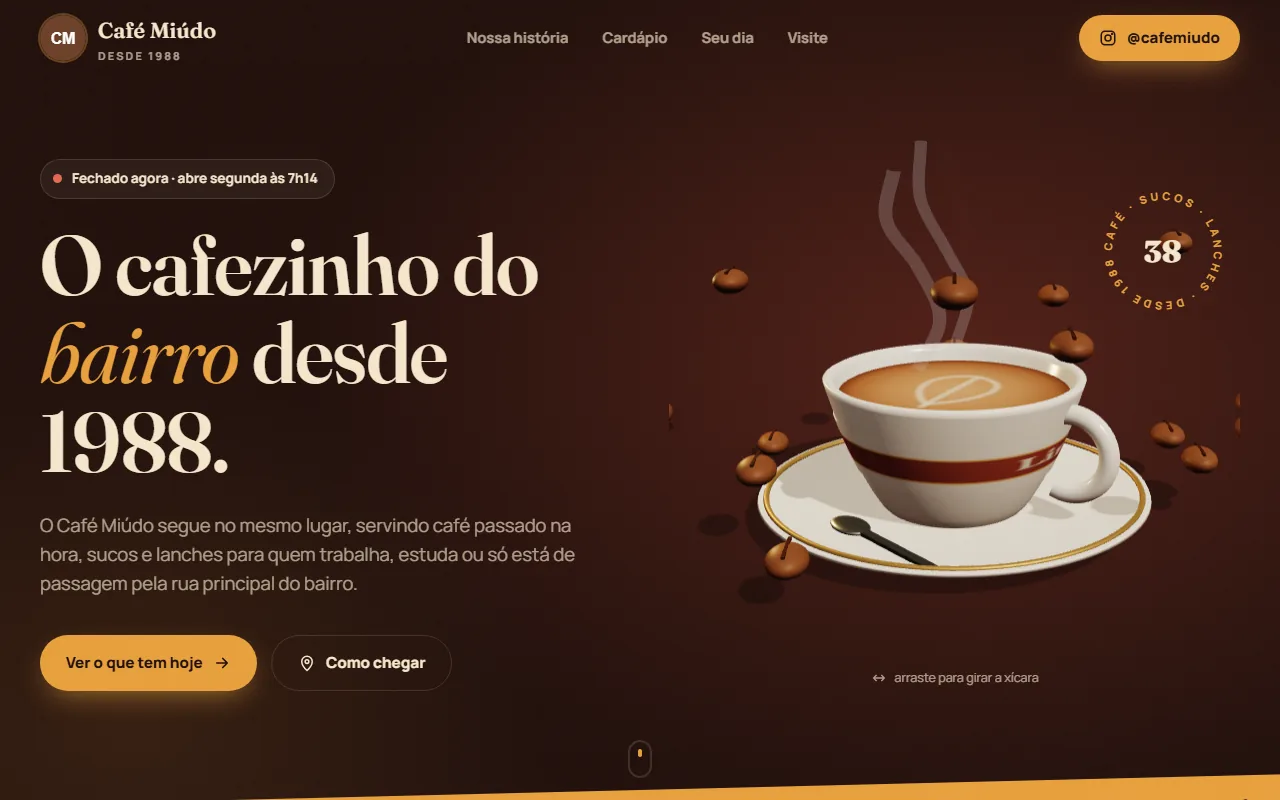 CM
Café Miúdo
DESDE 1988
Nossa história
Cardápio
Seu dia
Visite
@cafemiudo
Fechado agora · abre segunda às 7h14
O cafezinho do
bairro desde
1988.
CAFÉ · SUCOS · LANCHES · DESDE 1988
38
O Café Miúdo segue no mesmo lugar, servindo café passado na
hora, sucos e lanches para quem trabalha, estuda ou só está de
passagem pela rua principal do bairro.
Ver o que tem hoje →
Como chegar
↔ arraste para girar a xícara